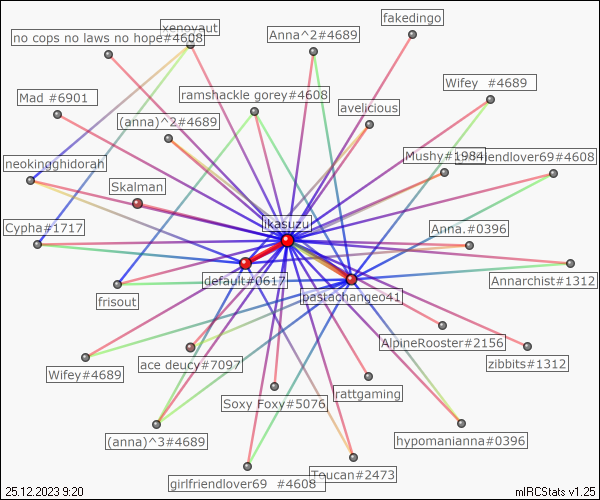 fakedingo
xenovaut
Anna^2#4689
no cops no laws no hope#4608
Wifey #4689
Mad #6901
ramshackle gorey#4608
avelicious
(anna)^2#4689
Mushy#1984
friendlover69#4608
neokingghidorah
Skalman
ikasuzu
Cypha#1717
Anna.#0396
default#0617
Annarchist#1312
frisout
pastachangeo41
AlpineRooster#2156
zibbits#1312
Wifey#4689
ace deucy#7097
rattgaming
Soxy Foxy#5076
(anna)^3#4689
hypomanianna#0396
girlfriendlover69 #4608
Toucan#2473
25.12.2023 9:20
mIRCStats v1.25